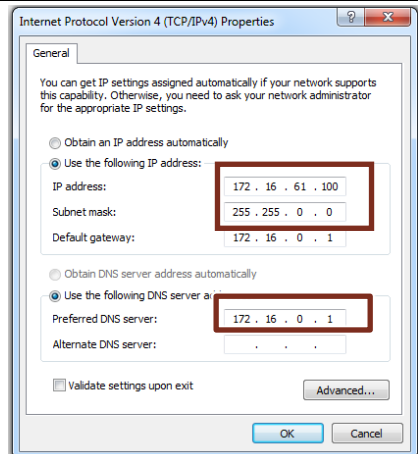 Internet Protocol Version 4 (TCP/IPv4) Properties
General
You can get IP settings assigned automatically if your network supports
this capability. Otherwise, you need to ask your network administrator
for the appropriate IP settings.
Obtain an IP address automatically
Use the following IP address:
IP address: 172 . 16 . 61 . 100
Subnet mask: 255 . 255 . 0 . 0
Default gateway: 172 . 16 . 0 . 1
Obtain DNS server address automatically
Use the following DNS server
Preferred DNS server: 172 . 16 . 0 . 1
Alternate DNS server: . . .
Validate settings upon exit
Advanced...
OK Cancel